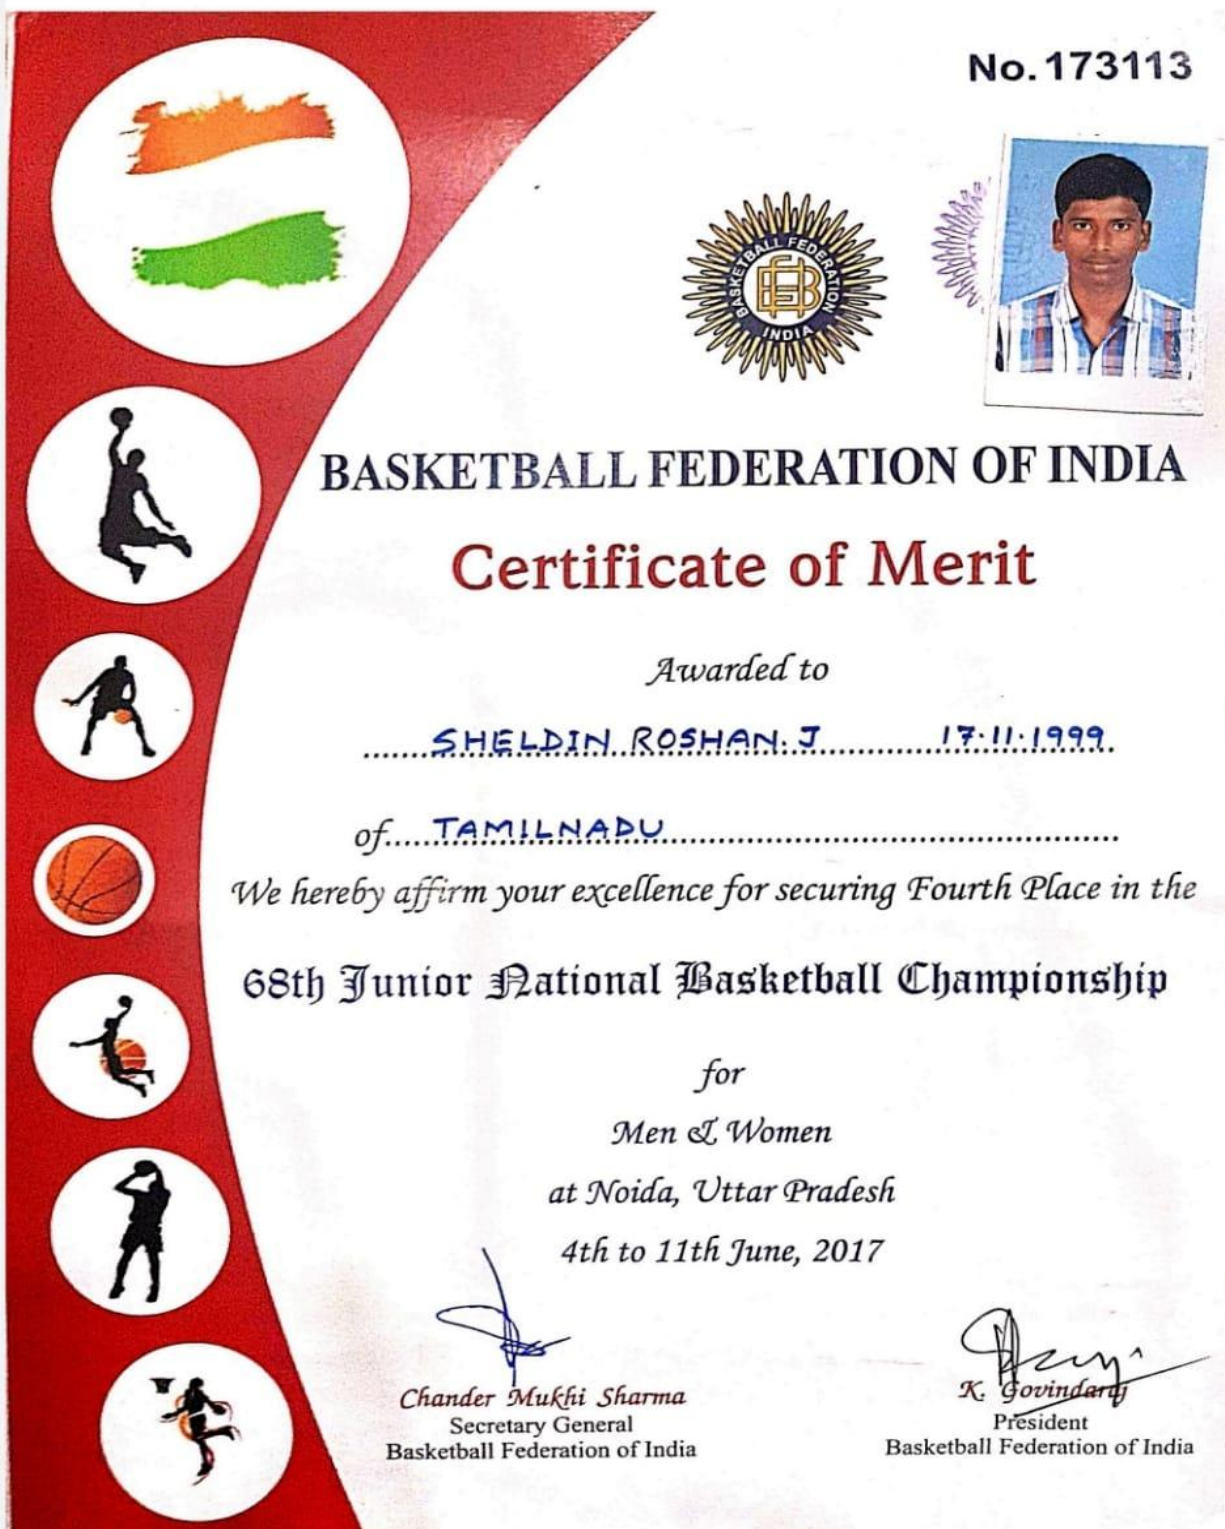 No. 173113
BASKETBALL FEDERATION
INDIA
BASKETBALL FEDERATION OF INDIA
Certificate of Merit
Awarded to
SHELDIN ROSHAN. J 17.11.1999
of TAMILNADU
We hereby affirm your excellence for securing Fourth Place in the
68th Junior National Basketball Championship
for
Men & Women
at Noida, Uttar Pradesh
4th to 11th June, 2017
Chander Mukhi Sharma
Secretary General
Basketball Federation of India
K. Govindaraj
President
Basketball Federation of India